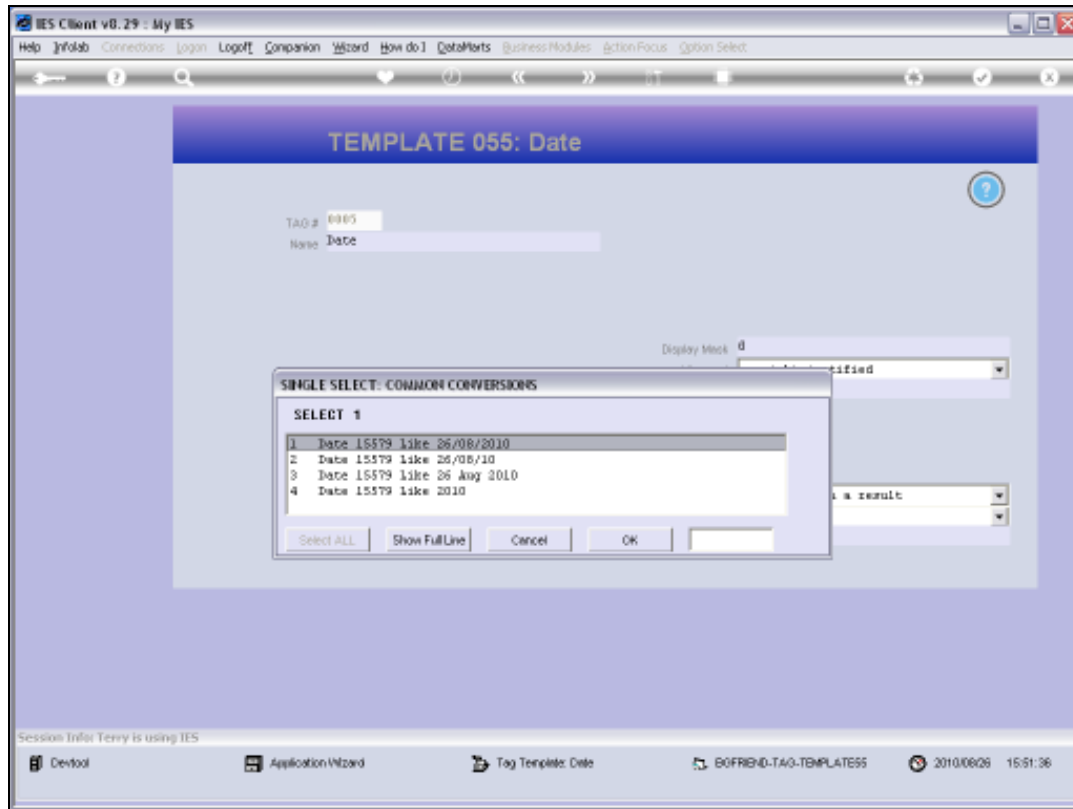 IES Client v8.29 : My IES
Help Infolab Connections Logon Logoff Companion Wizard How do I DataMarts Business Modules Action Focus Option Select
TEMPLATE 055: Date
TAG # 0005
Name Date
Display Mask d
tified
SINGLE SELECT: COMMON CONVERSIONS
SELECT 1
1 Date 15579 like 26/08/2010
2 Date 15579 like 26/08/10
3 Date 15579 like 26 Aug 2010
4 Date 15579 like 2010
a result
Select ALL Show Full Line Cancel OK
Session Info: Terry is using IES
Devtool Application Wizard Tag Template: Date BGFRIEND-TAG-TEMPLATE55 2010/08/26 15:51:36